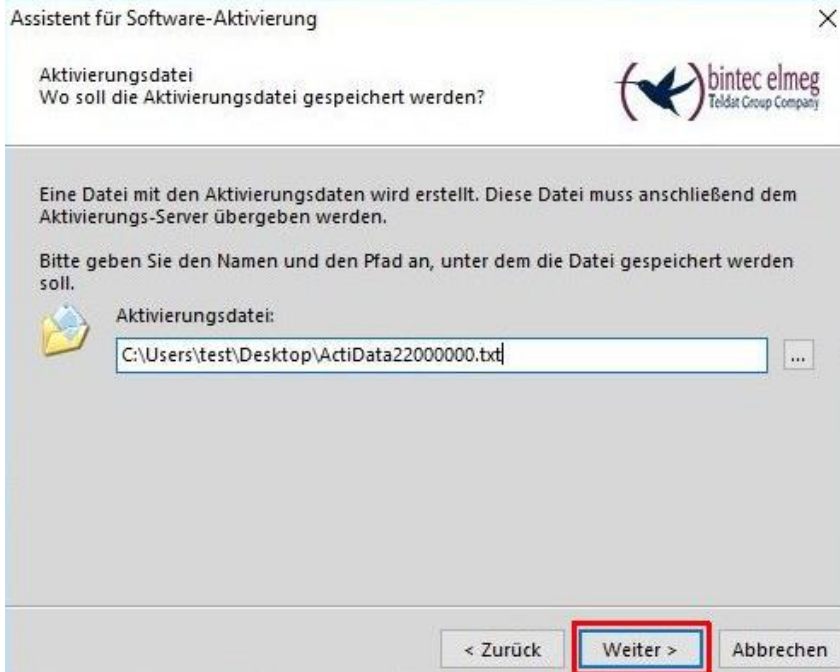 Assistent für Software-Aktivierung
Aktivierungsdatei
Wo soll die Aktivierungsdatei gespeichert werden?
bintec elmeg
Teldat Group Company
Eine Datei mit den Aktivierungsdaten wird erstellt. Diese Datei muss anschließend dem
Aktivierungs-Server übergeben werden.
Bitte geben Sie den Namen und den Pfad an, unter dem die Datei gespeichert werden
soll.
Aktivierungsdatei:
C:\Users\test\Desktop\ActiData22000000.txt
...
< Zurück
Weiter >
Abbrechen